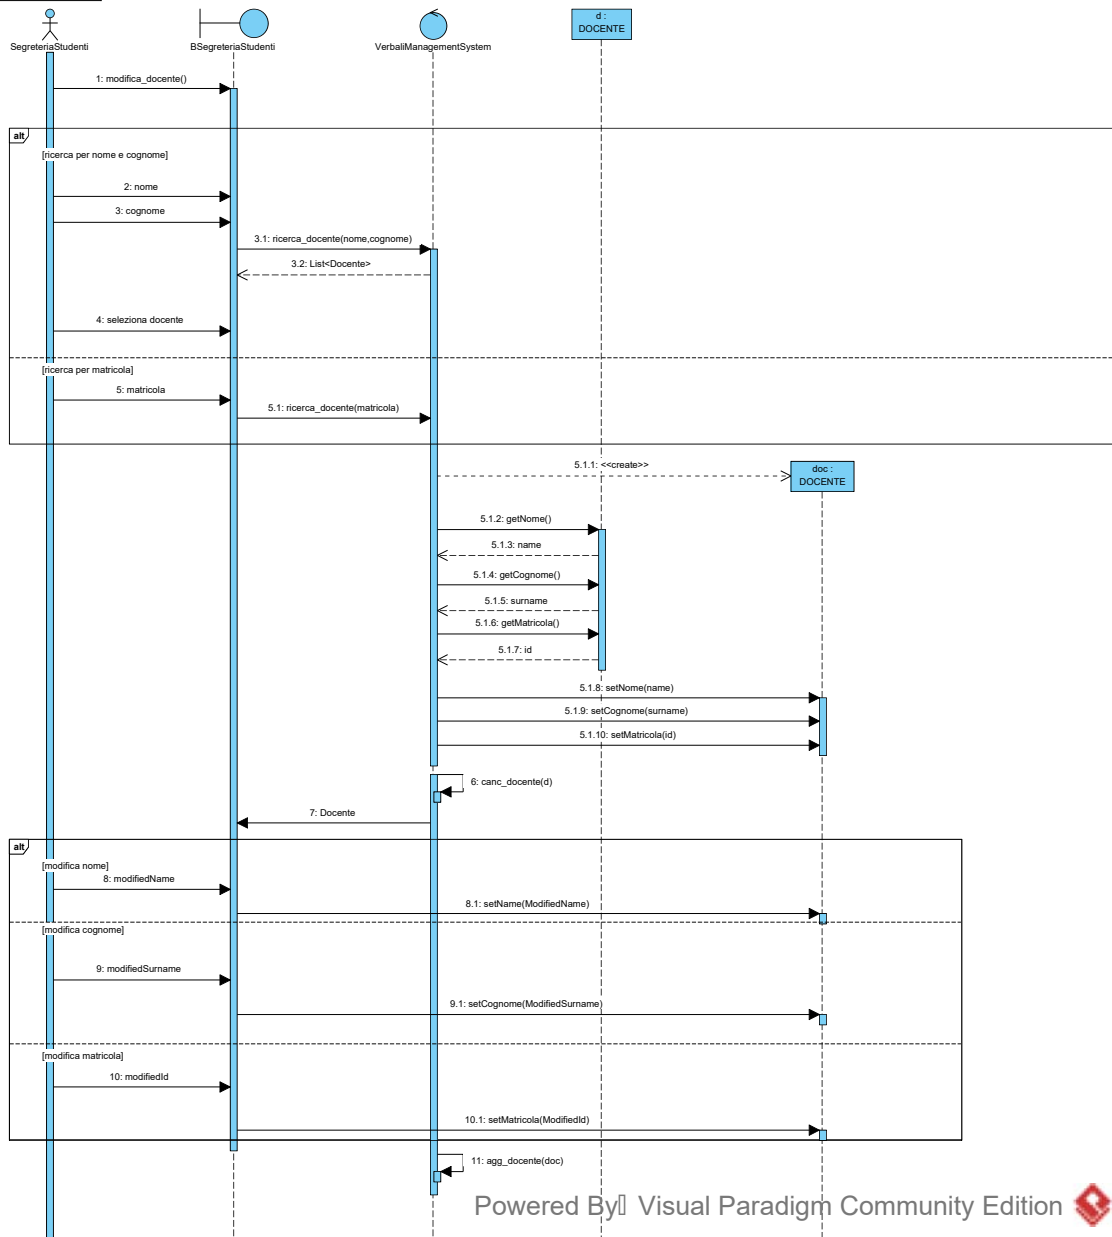 SegreteriaStudenti
BSegreteriaStudenti
VerbaliManagementSystem
d :
DOCENTE
1: modifica_docente()
alt
[ricerca per nome e cognome]
2: nome
3: cognome
3.1: ricerca_docente(nome,cognome)
3.2: List<Docente>
4: seleziona docente
[ricerca per matricola]
5: matricola
5.1: ricerca_docente(matricola)
5.1.1: <<create>>
doc :
DOCENTE
5.1.2: getNome()
5.1.3: name
5.1.4: getCognome()
5.1.5: surname
5.1.6: getMatricola()
5.1.7: id
5.1.8: setNome(name)
5.1.9: setCognome(surname)
5.1.10: setMatricola(id)
6: canc_docente(d)
7: Docente
alt
[modifica nome]
8: modifiedName
8.1: setName(ModifiedName)
[modifica cognome]
9: modifiedSurname
9.1: setCognome(ModifiedSurname)
[modifica matricola]
10: modifiedId
10.1: setMatricola(ModifiedId)
11: agg_docente(doc)
Powered By Visual Paradigm Community Edition